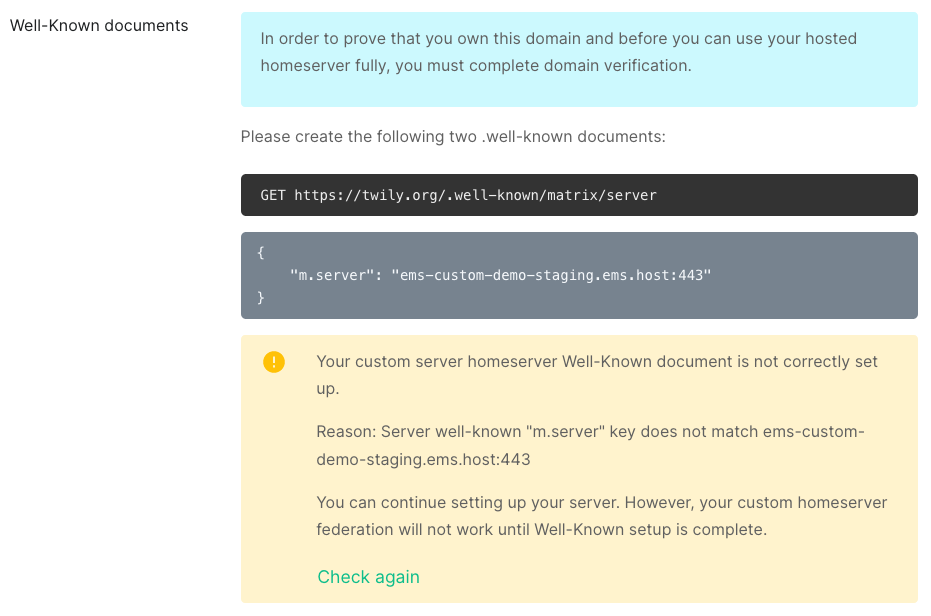 Well-Known documents
In order to prove that you own this domain and before you can use your hosted
homeserver fully, you must complete domain verification.
Please create the following two .well-known documents:
GET https://twily.org/.well-known/matrix/server
{
    "m.server": "ems-custom-demo-staging.ems.host:443"
}
Your custom server homeserver Well-Known document is not correctly set
up.
Reason: Server well-known "m.server" key does not match ems-custom-
demo-staging.ems.host:443
You can continue setting up your server. However, your custom homeserver
federation will not work until Well-Known setup is complete.
Check again